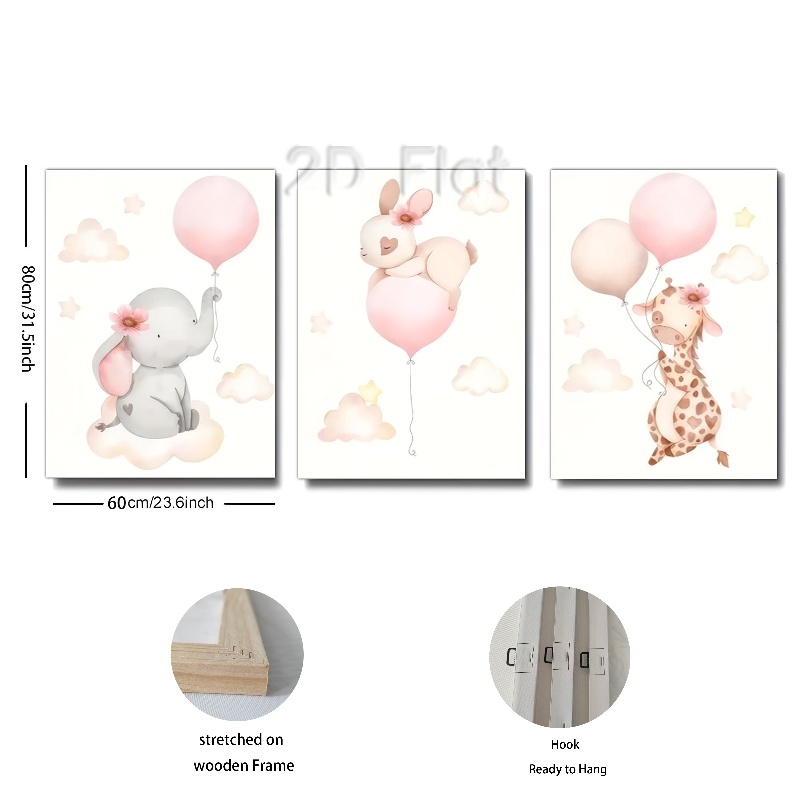 2D Flat
80cm/31.5inch
60cm/23.6inch
stretched on
wooden Frame
Hook
Ready to Hang